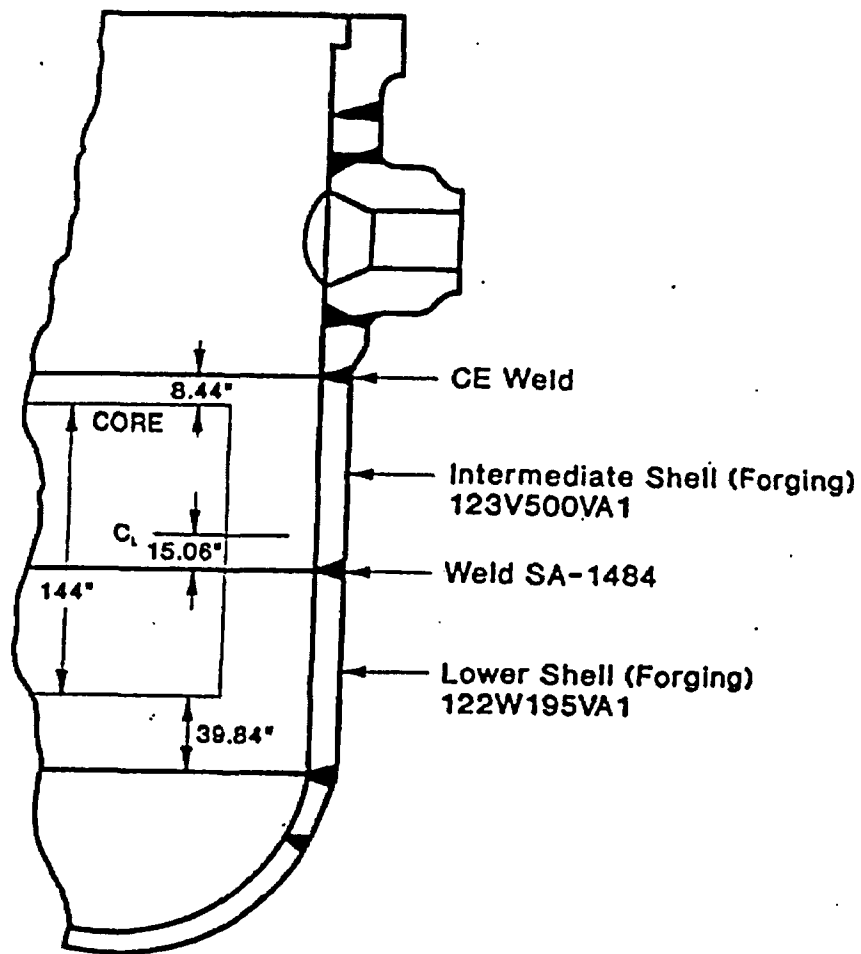 8.44"
CE Weld
CORE
Intermediate Shell (Forging)
123V500VA1
C
L
15.06"
Weld SA-1484
144"
Lower Shell (Forging)
122W195VA1
39.84"